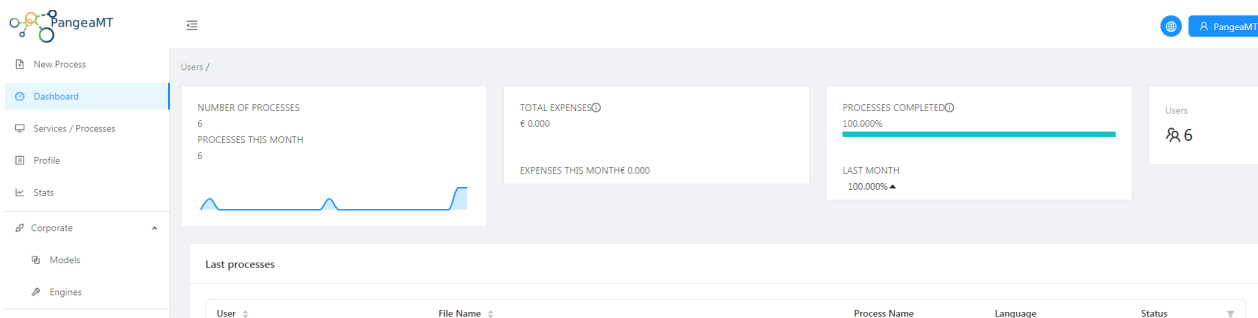 PangeaMT
PangeaMT
New Process
Dashboard
Services / Processes
Profile
Stats
Corporate
Models
Engines
Users /
NUMBER OF PROCESSES
6
PROCESSES THIS MONTH
6
TOTAL EXPENSES
€ 0.000
EXPENSES THIS MONTH€ 0.000
PROCESSES COMPLETED
100.000%
LAST MONTH
100.000%
Users
6
Last processes
User File Name Process Name Language Status